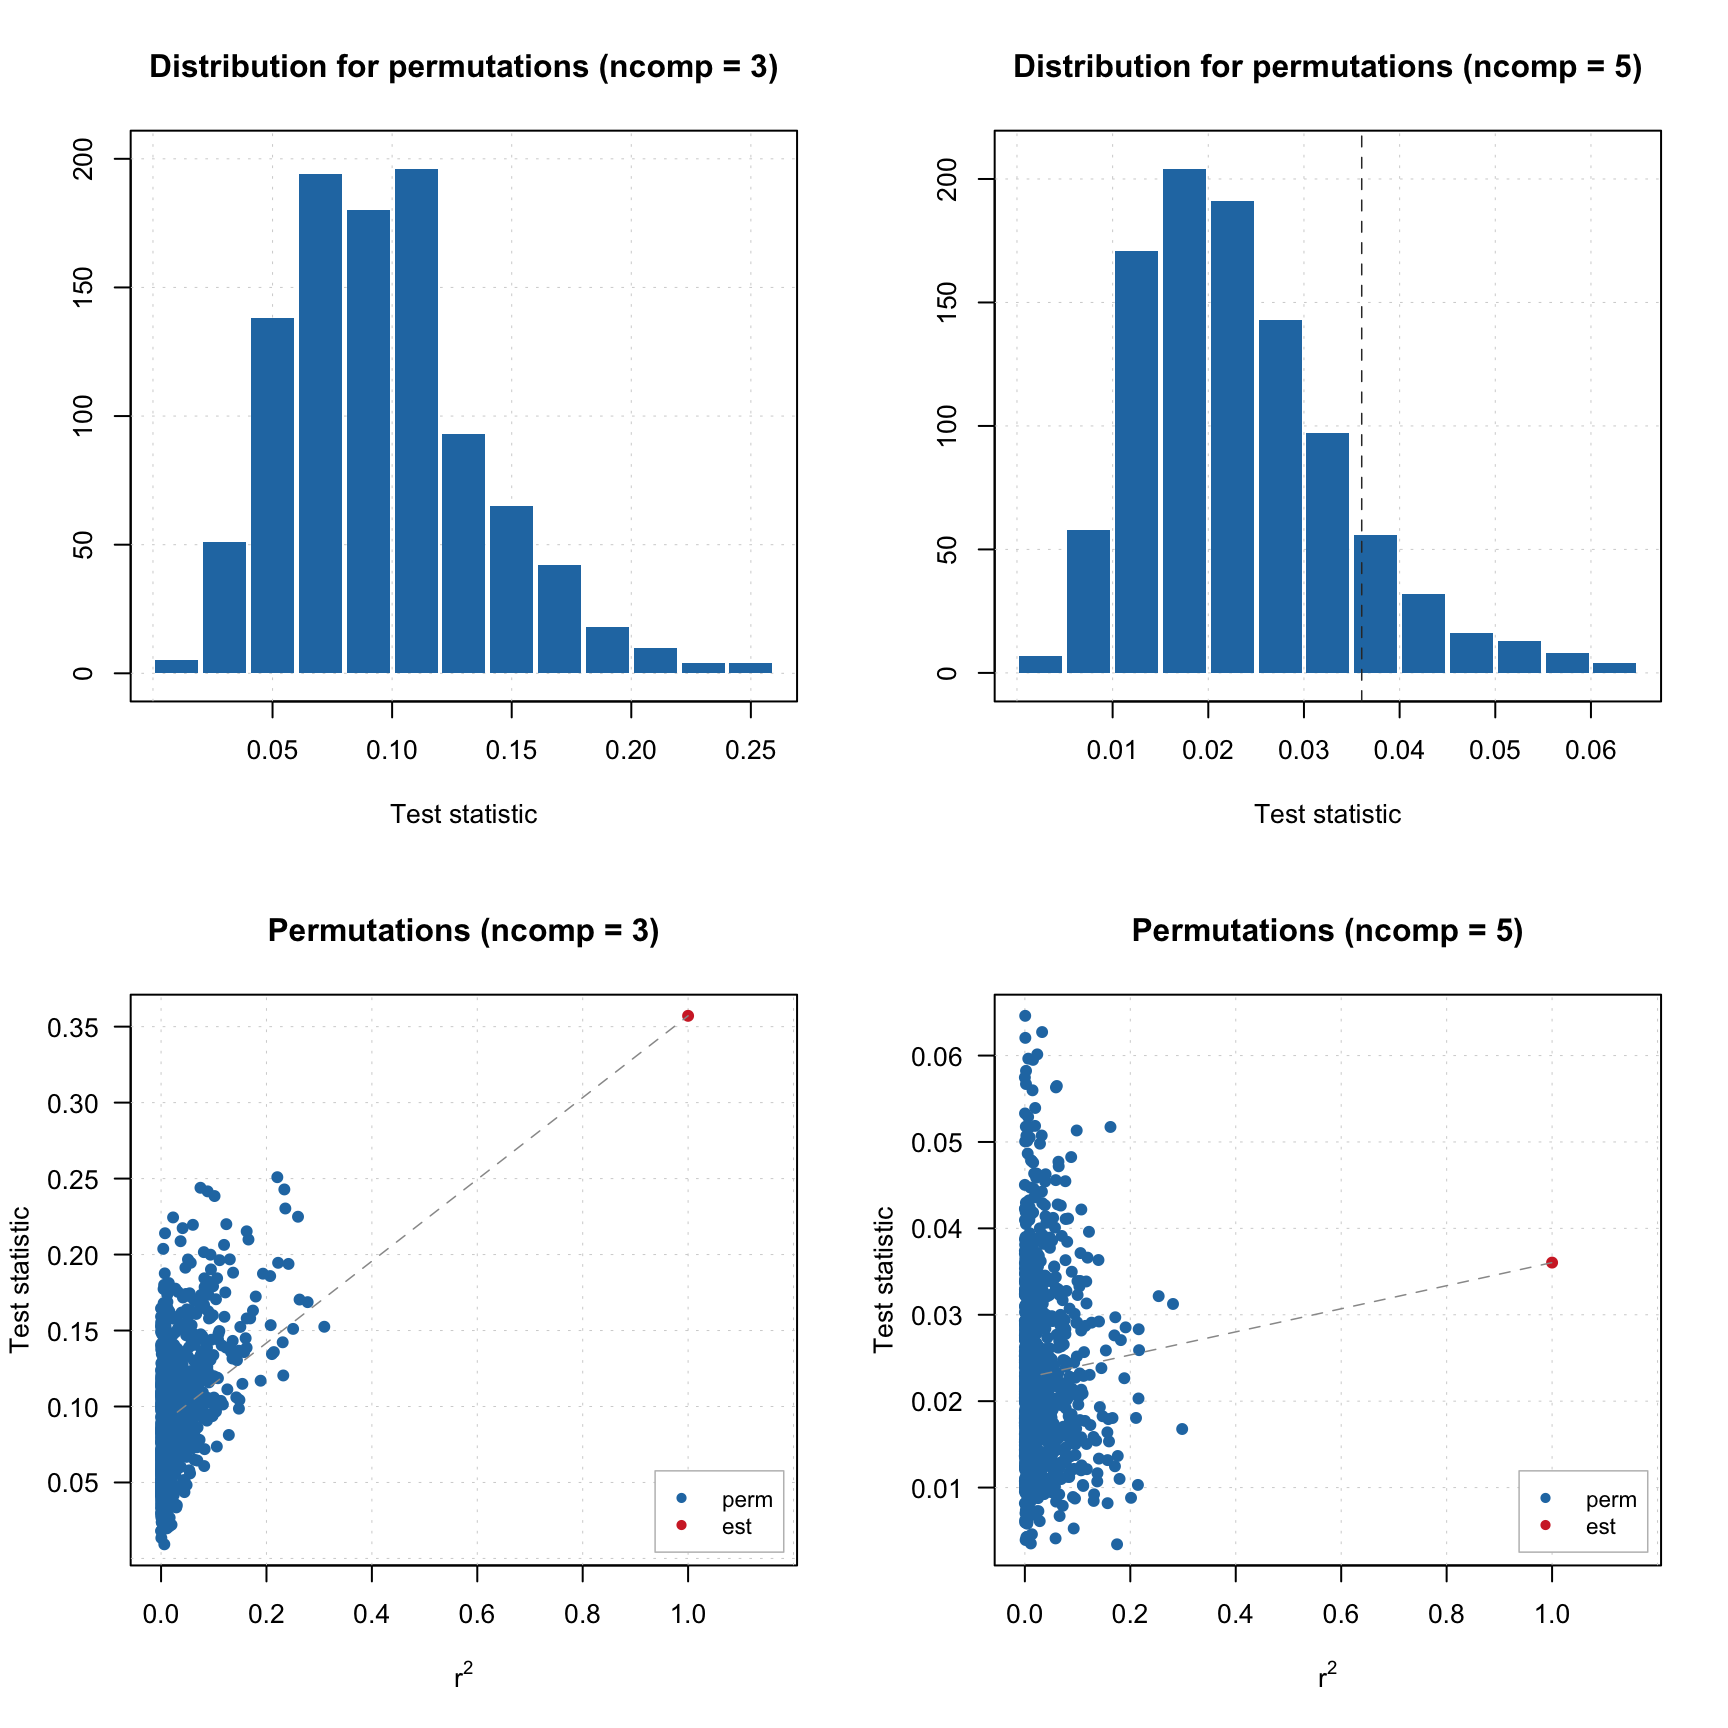 Distribution for permutations (ncomp = 3)
200
150
100
50
0
0.05 0.10 0.15 0.20 0.25
Test statistic
Distribution for permutations (ncomp = 5)
200
150
100
50
0
0.01 0.02 0.03 0.04 0.05 0.06
Test statistic
Permutations (ncomp = 3)
Test statistic
0.35
0.30
0.25
0.20
0.15
0.10
0.05
perm
est
0.0 0.2 0.4 0.6 0.8 1.0
r²
Permutations (ncomp = 5)
Test statistic
0.06
0.05
0.04
0.03
0.02
0.01
perm
est
0.0 0.2 0.4 0.6 0.8 1.0
r²